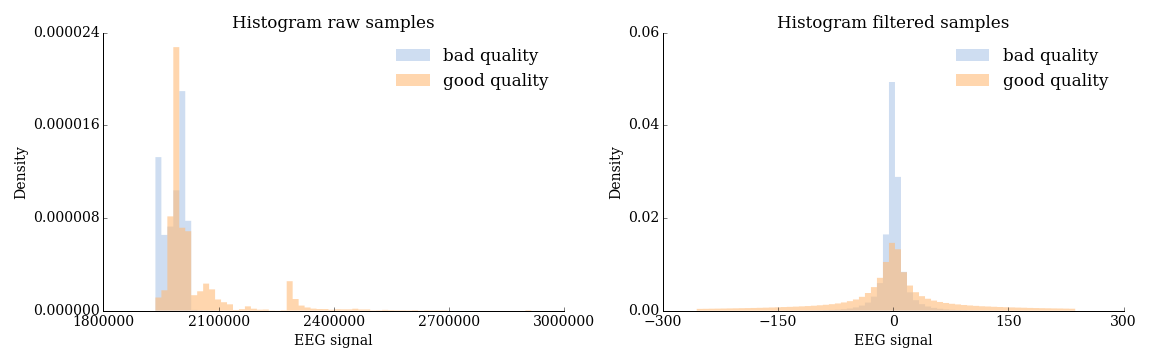 Histogram raw samples
0.000024
0.000016
0.000008
0.000000
Density
bad quality
good quality
1800000 2100000 2400000 2700000 3000000
EEG signal
Histogram filtered samples
0.06
0.04
0.02
0.00
Density
bad quality
good quality
−300 −150 0 150 300
EEG signal